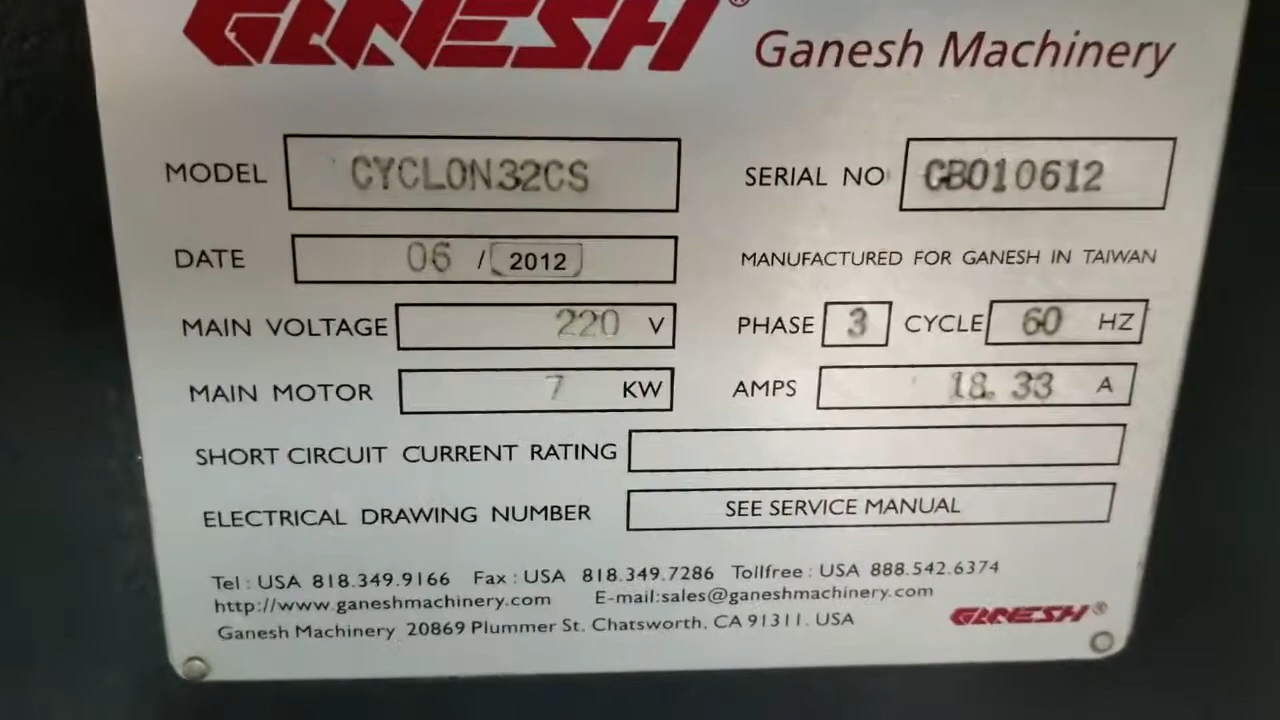 GANESH® Ganesh Machinery
MODEL CYCLON32CS SERIAL NO CB010612
DATE 06 / 2012 MANUFACTURED FOR GANESH IN TAIWAN
MAIN VOLTAGE 220 V PHASE 3 CYCLE 60 HZ
MAIN MOTOR 7 KW AMPS 18.33 A
SHORT CIRCUIT CURRENT RATING
ELECTRICAL DRAWING NUMBER SEE SERVICE MANUAL
Tel : USA 818.349.9166 Fax : USA 818.349.7286 Tollfree : USA 888.542.6374
http://www.ganeshmachinery.com E-mail:sales@ganeshmachinery.com
Ganesh Machinery 20869 Plummer St. Chatsworth, CA 91311. USA
GANESH®